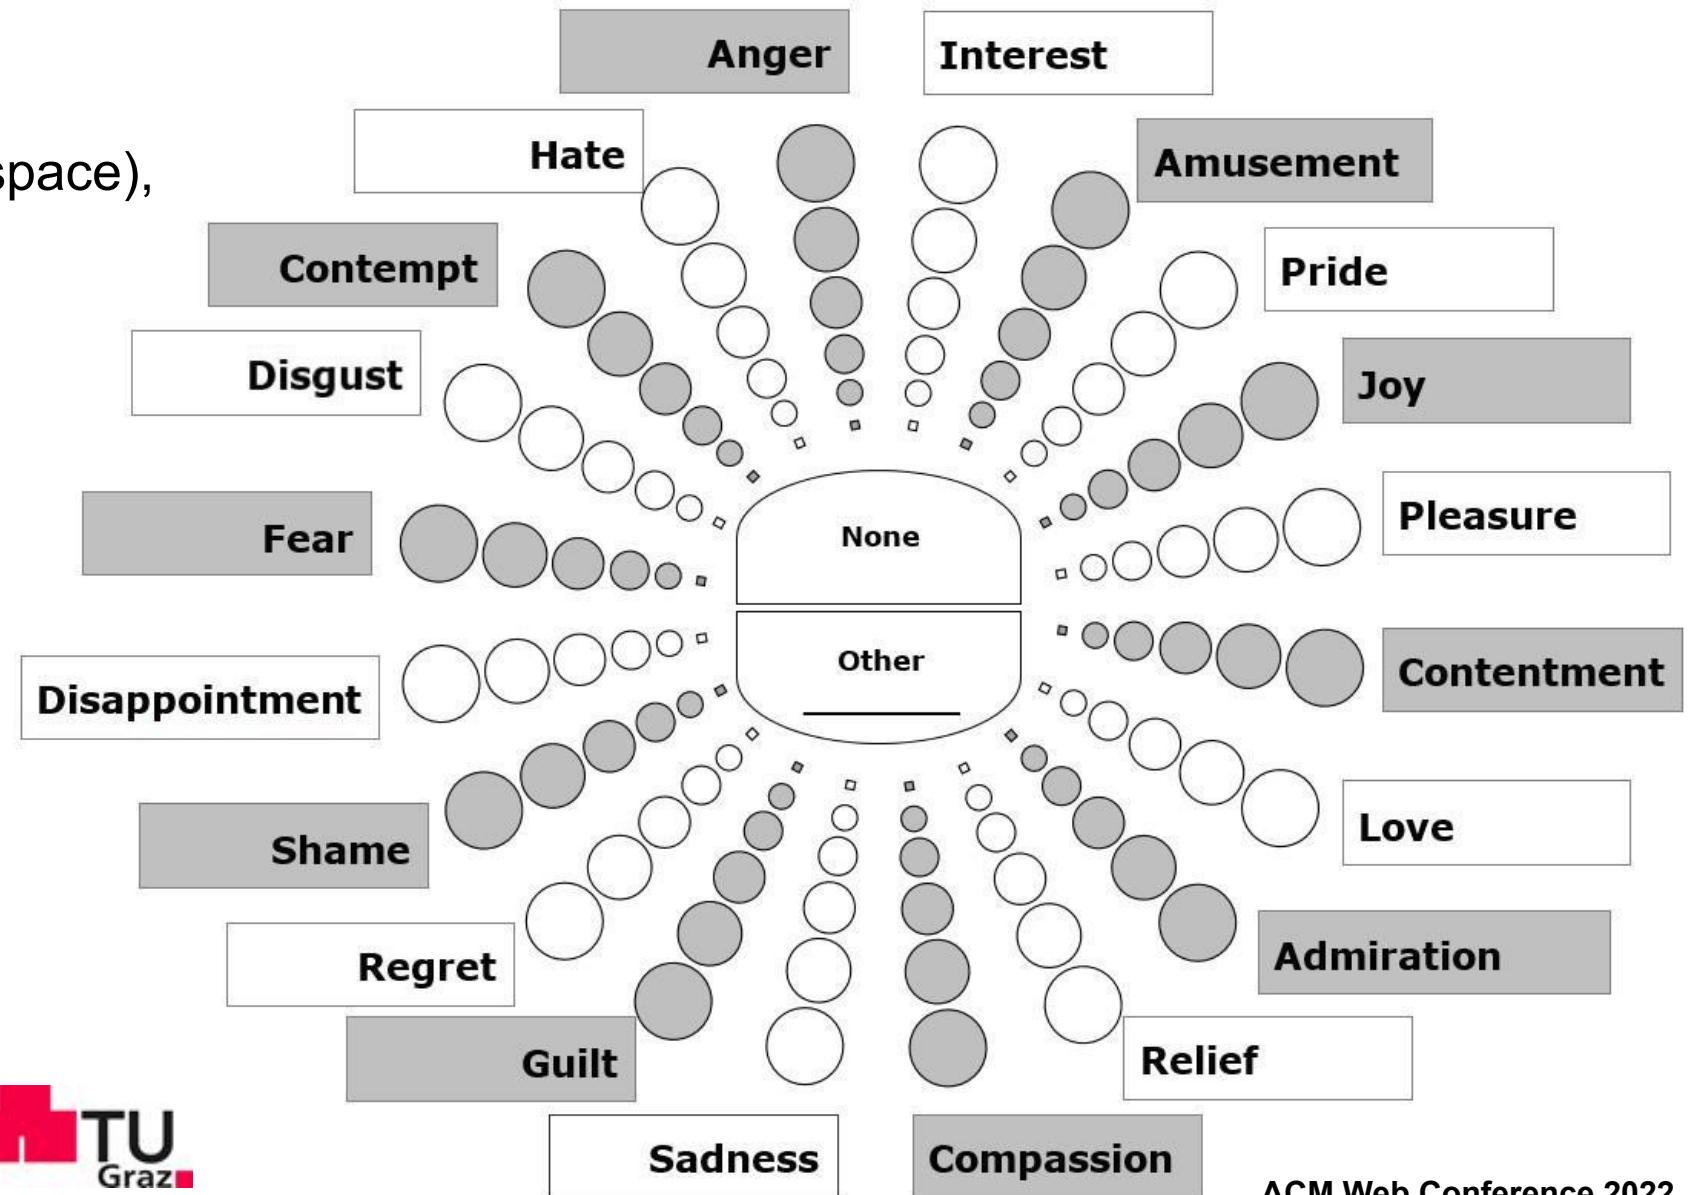 Anger
Interest
Hate
Amusement
space),
Contempt
Pride
Disgust
Joy
Pleasure
Fear
None
Other
Disappointment
Contentment
Shame
Love
Regret
Admiration
Guilt
Relief
Sadness
Compassion
TU
Graz
ACM Web Conference 2022